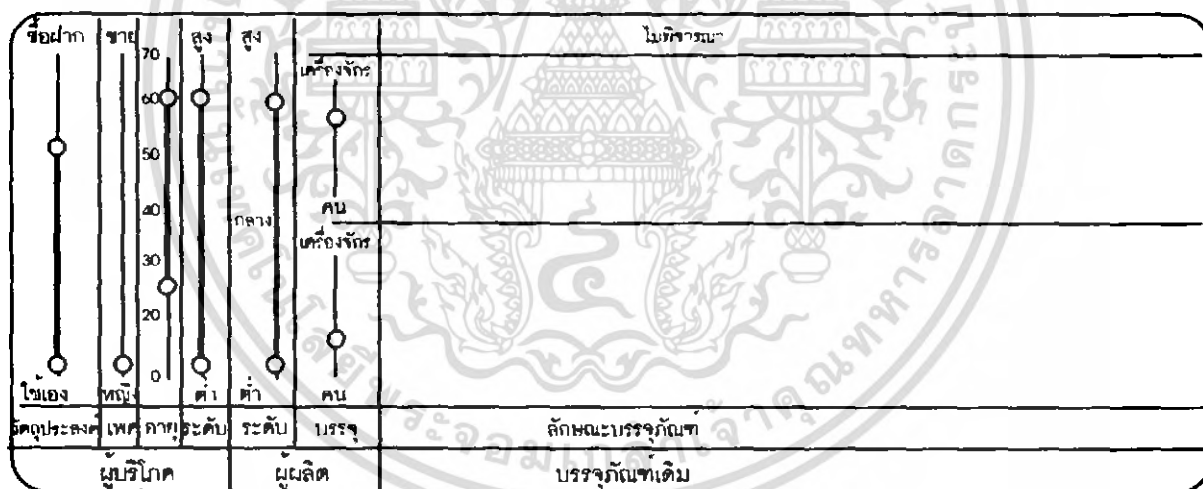 ซื้อฝาก ชาย สูง สูง ไม่พิจารณา
70
เครื่องจักร
60
50
40 คน
กลาง
เครื่องจักร
30
20
0
ใช้เอง หญิง ต่ำ ต่ำ คน
วัตถุประสงค์ เพศ อายุ ระดับ ระดับ บรรจุ ลักษณะบรรจุภัณฑ์
ผู้บริโภค ผู้ผลิต บรรจุภัณฑ์เดิม